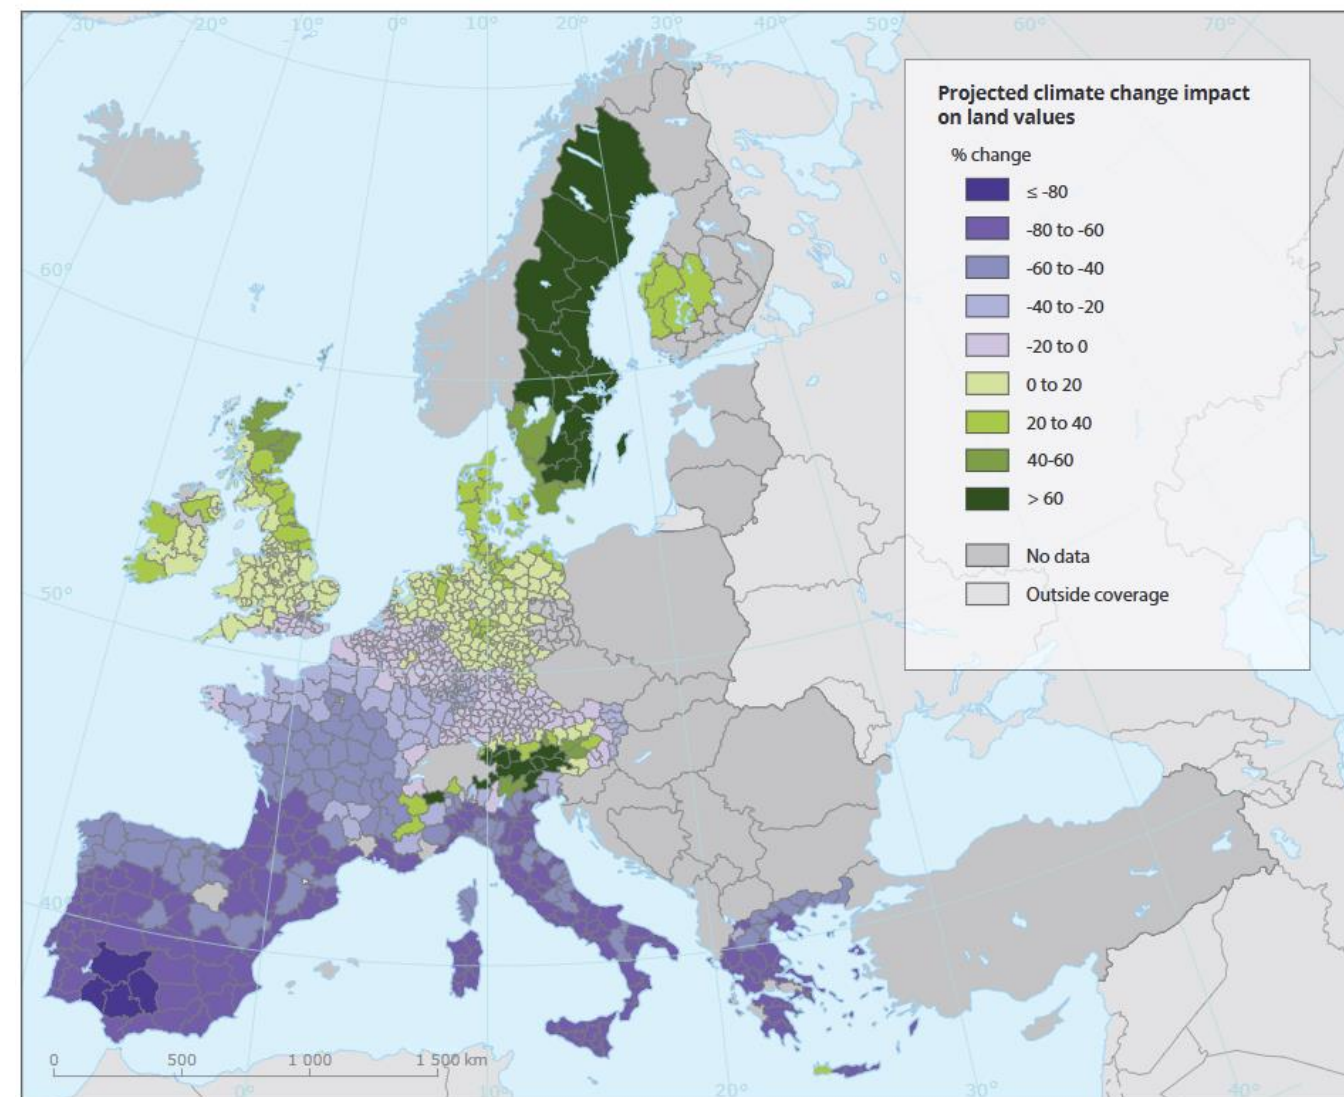 30° 20° 10° 0° 10° 20° 30° 40° 50° 60° 70°
Projected climate change impact
on land values
% change
≤ -80
-80 to -60
-60 to -40
-40 to -20
-20 to 0
0 to 20
20 to 40
40-60
> 60
No data
Outside coverage
60°
50°
40°
0 500 1 000 1 500 km
0° 10° 20° 30° 40°